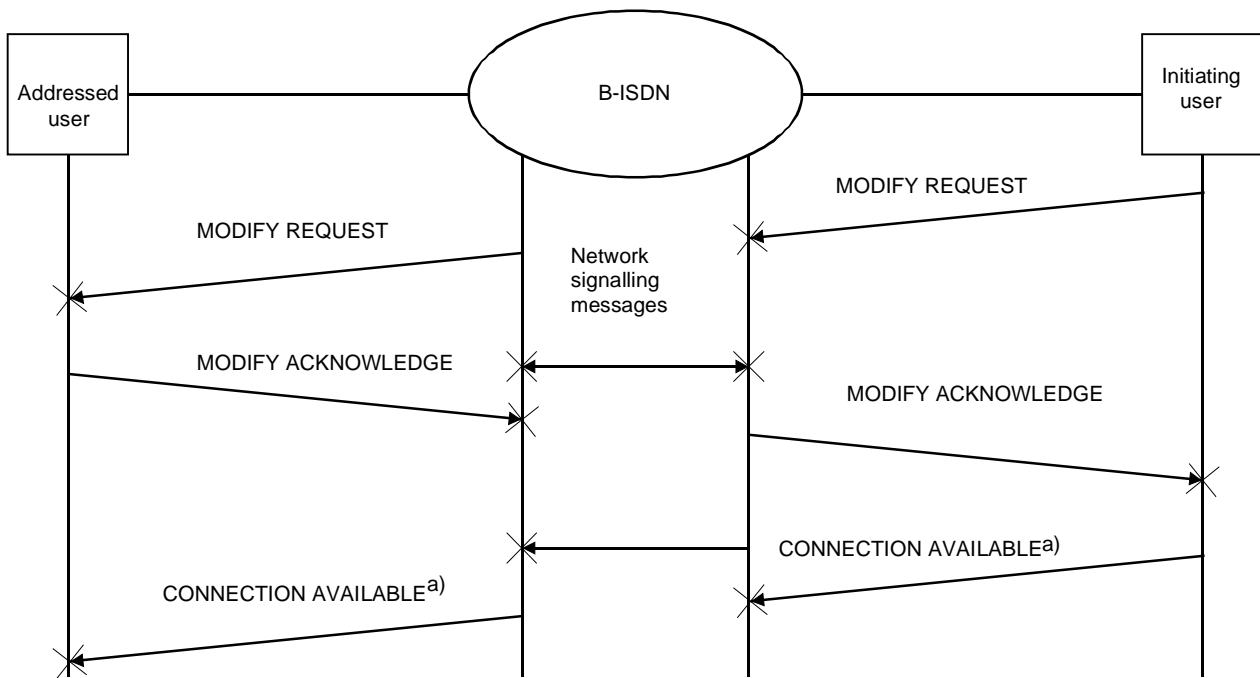 Addressed
user
B-ISDN
Initiating
user
MODIFY REQUEST
MODIFY REQUEST
Network
signalling
messages
MODIFY ACKNOWLEDGE
MODIFY ACKNOWLEDGE
CONNECTION AVAILABLEa)
CONNECTION AVAILABLEa)